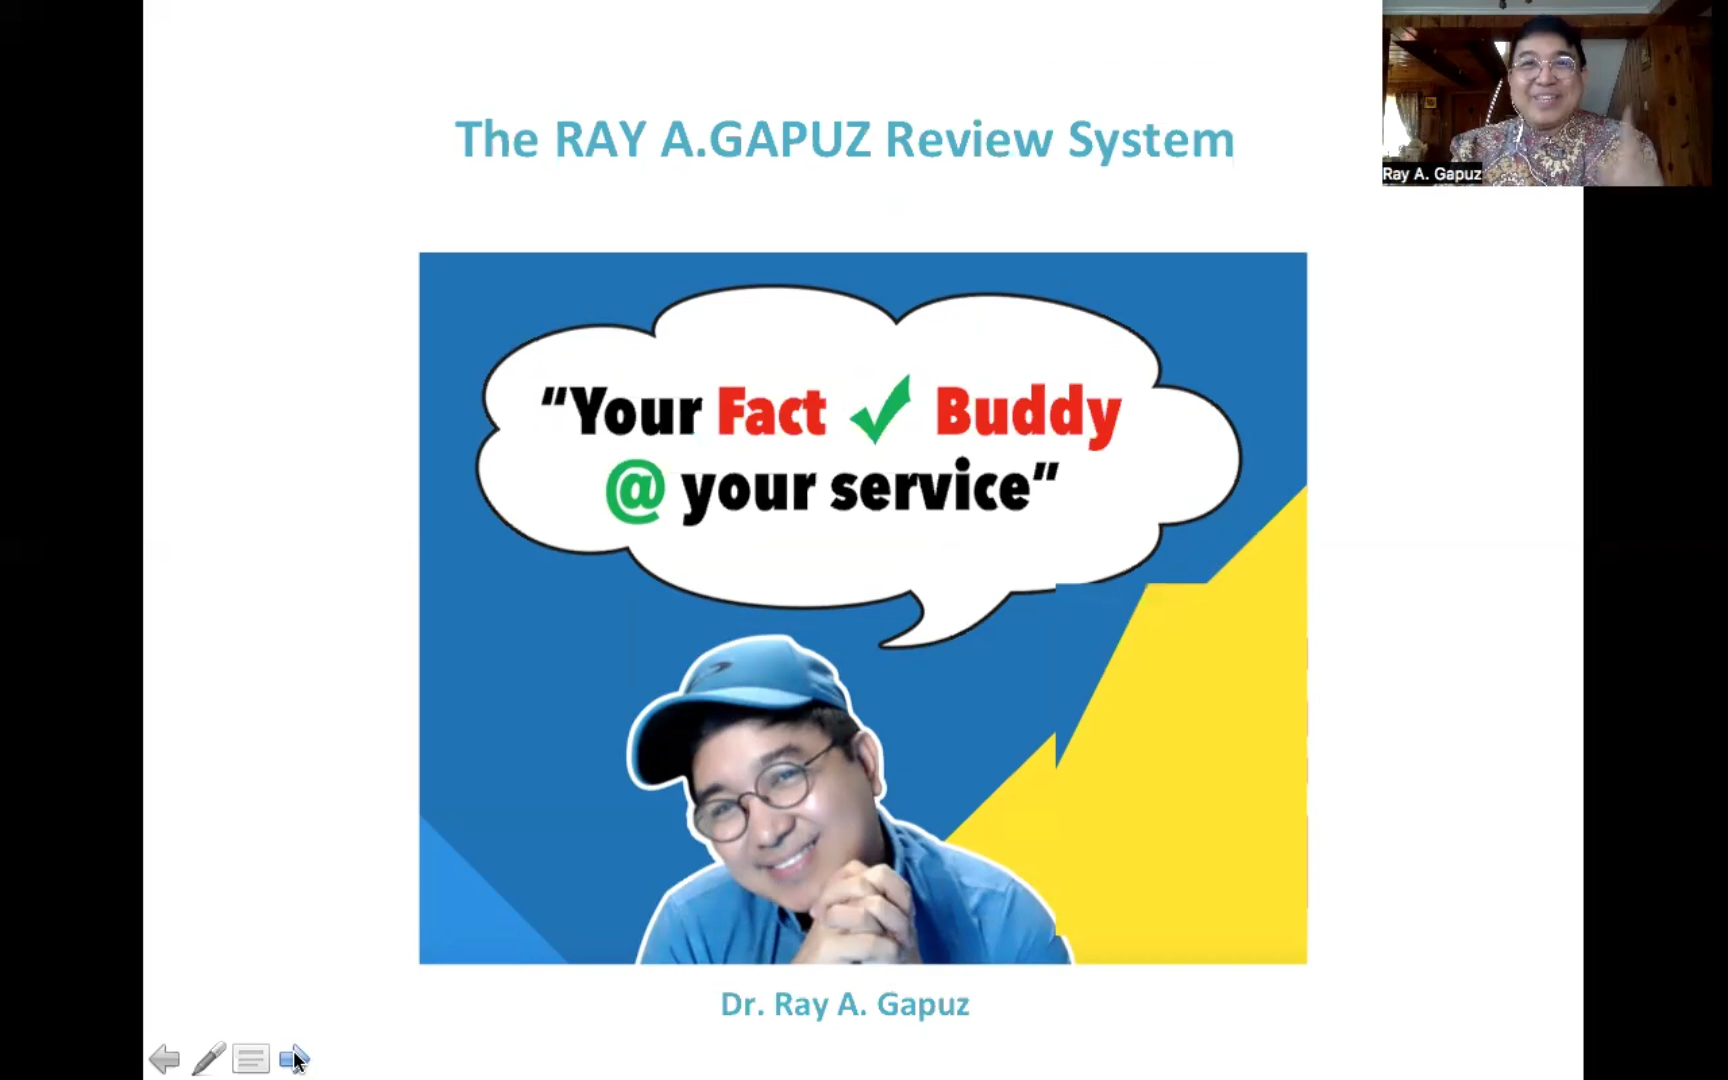 The RAY A.GAPUZ Review System
Ray A. Gapuz
“Your Fact ✓ Buddy
@ your service”
Dr. Ray A. Gapuz